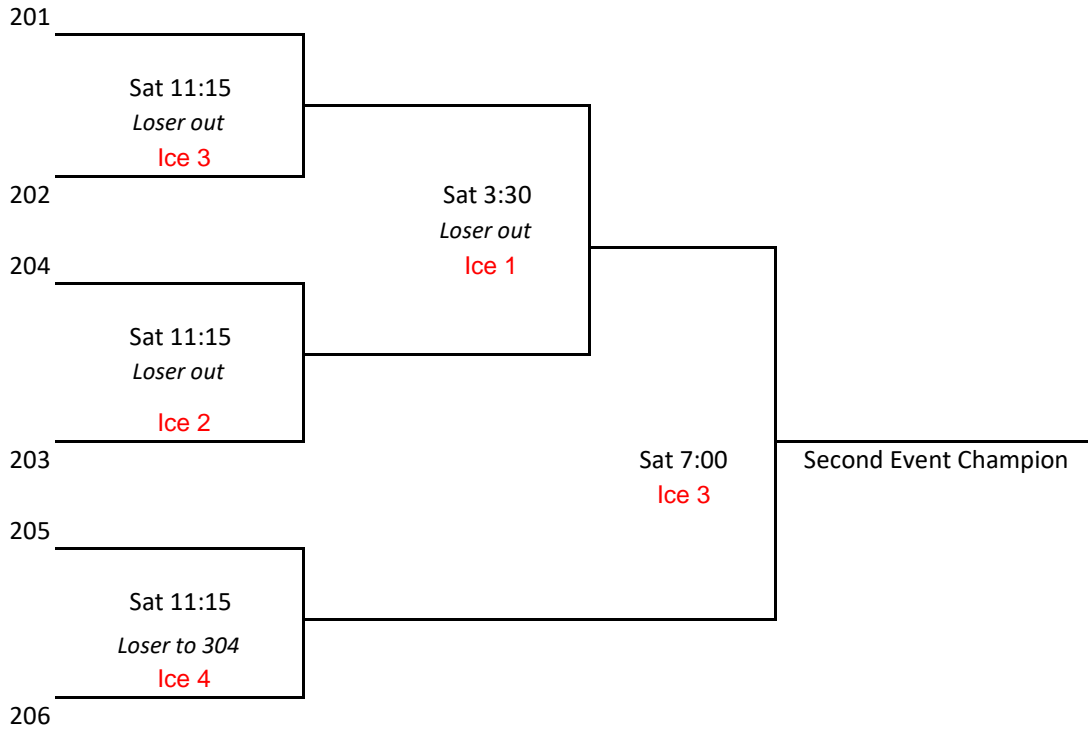 201
Sat 11:15
Loser out
Ice 3
202
Sat 3:30
Loser out
Ice 1
204
Sat 11:15
Loser out
Ice 2
203
Sat 7:00
Ice 3
Second Event Champion
205
Sat 11:15
Loser to 304
Ice 4
206